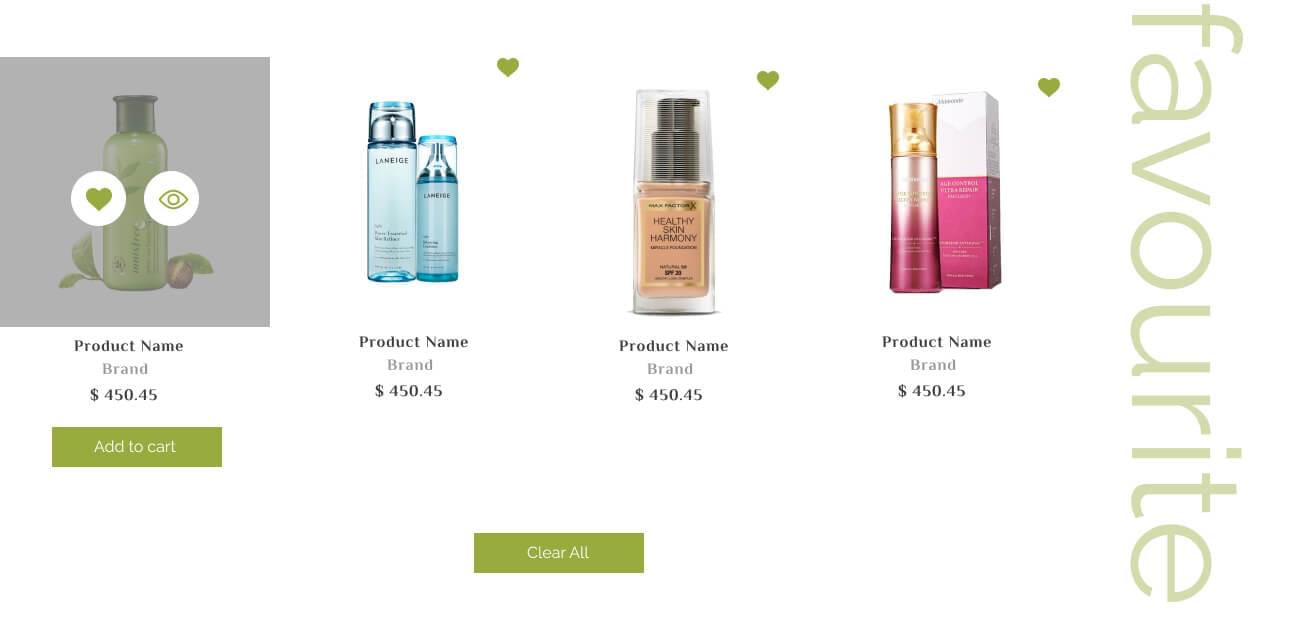 favourite
innisfree
Product Name
Brand
$ 450.45
Add to cart
LANEIGE
LANEIGE
Product Name
Brand
$ 450.45
MAX FACTOR X
HEALTHY
SKIN
HARMONY
MIRACLE FOUNDATION
NATURAL 50
SPF 20
Product Name
Brand
$ 450.45
AGE CONTROL
ULTRA REPAIR
Product Name
Brand
$ 450.45
Clear All